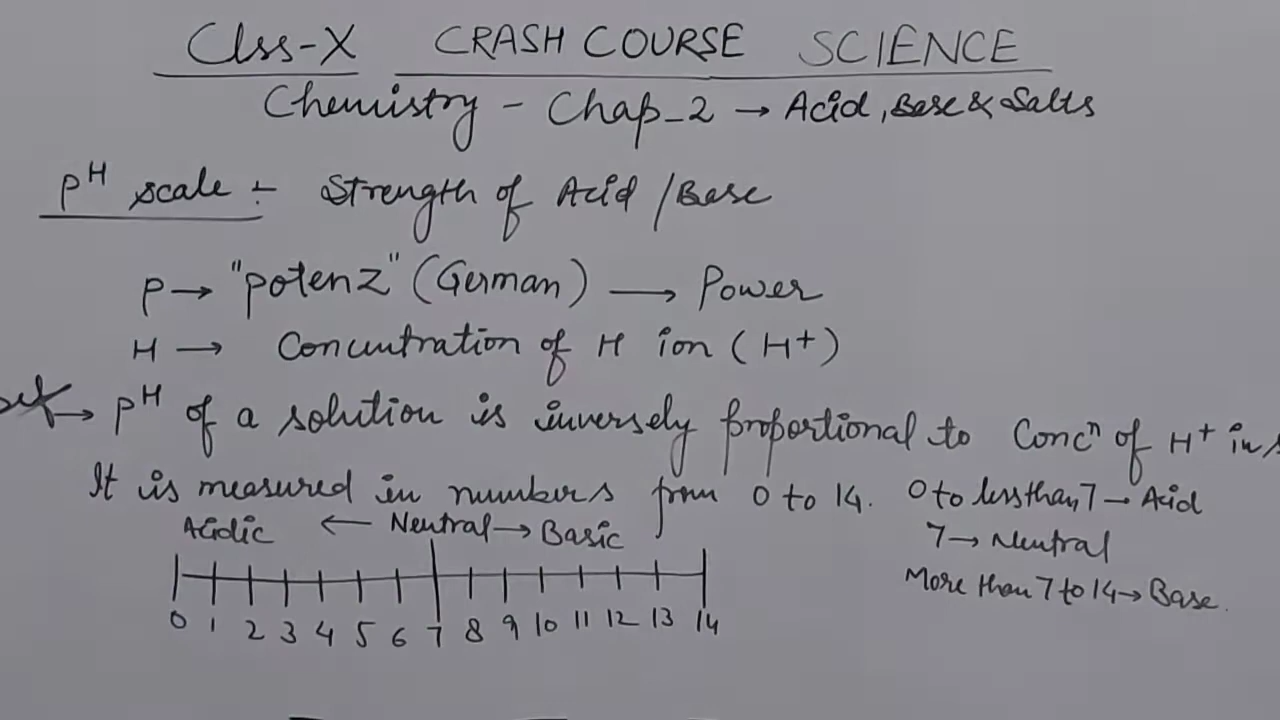 Clss-X CRASH COURSE SCIENCE
Chemistry - Chap-2 → Acid, Base & Salts
pH scale :- Strength of Acid / Base
p → "potenz" (German) → Power
H → Concentration of H ion (H+)
→ pH of a solution is inversely proportional to Concⁿ of H+ in
It is measured in numbers from 0 to 14.
0 to less than 7 → Acid
7 → Neutral
More than 7 to 14 → Base.
Acidic ← Neutral → Basic
0 1 2 3 4 5 6 7 8 9 10 11 12 13 14